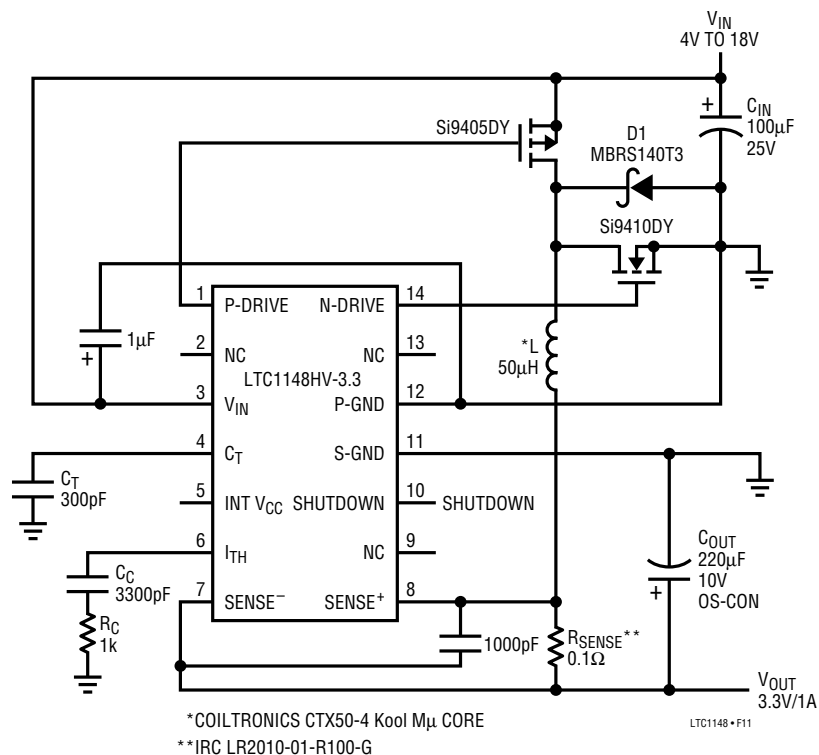 VIN
4V TO 18V
Si9405DY
D1
MBRS140T3
+
CIN
100µF
25V
Si9410DY
1µF
+
1
P-DRIVE
N-DRIVE
14
2
NC
NC
13
LTC1148HV-3.3
3
VIN
P-GND
12
*L
50µH
4
CT
S-GND
11
CT
300pF
5
INT VCC
SHUTDOWN
10
SHUTDOWN
6
ITH
NC
9
CC
3300pF
7
SENSE−
SENSE+
8
RC
1k
1000pF
RSENSE**
0.1Ω
COUT
220µF
10V
OS-CON
+
VOUT
3.3V/1A
*COILTRONICS CTX50-4 Kool Mµ CORE
**IRC LR2010-01-R100-G
LTC1148 • F11